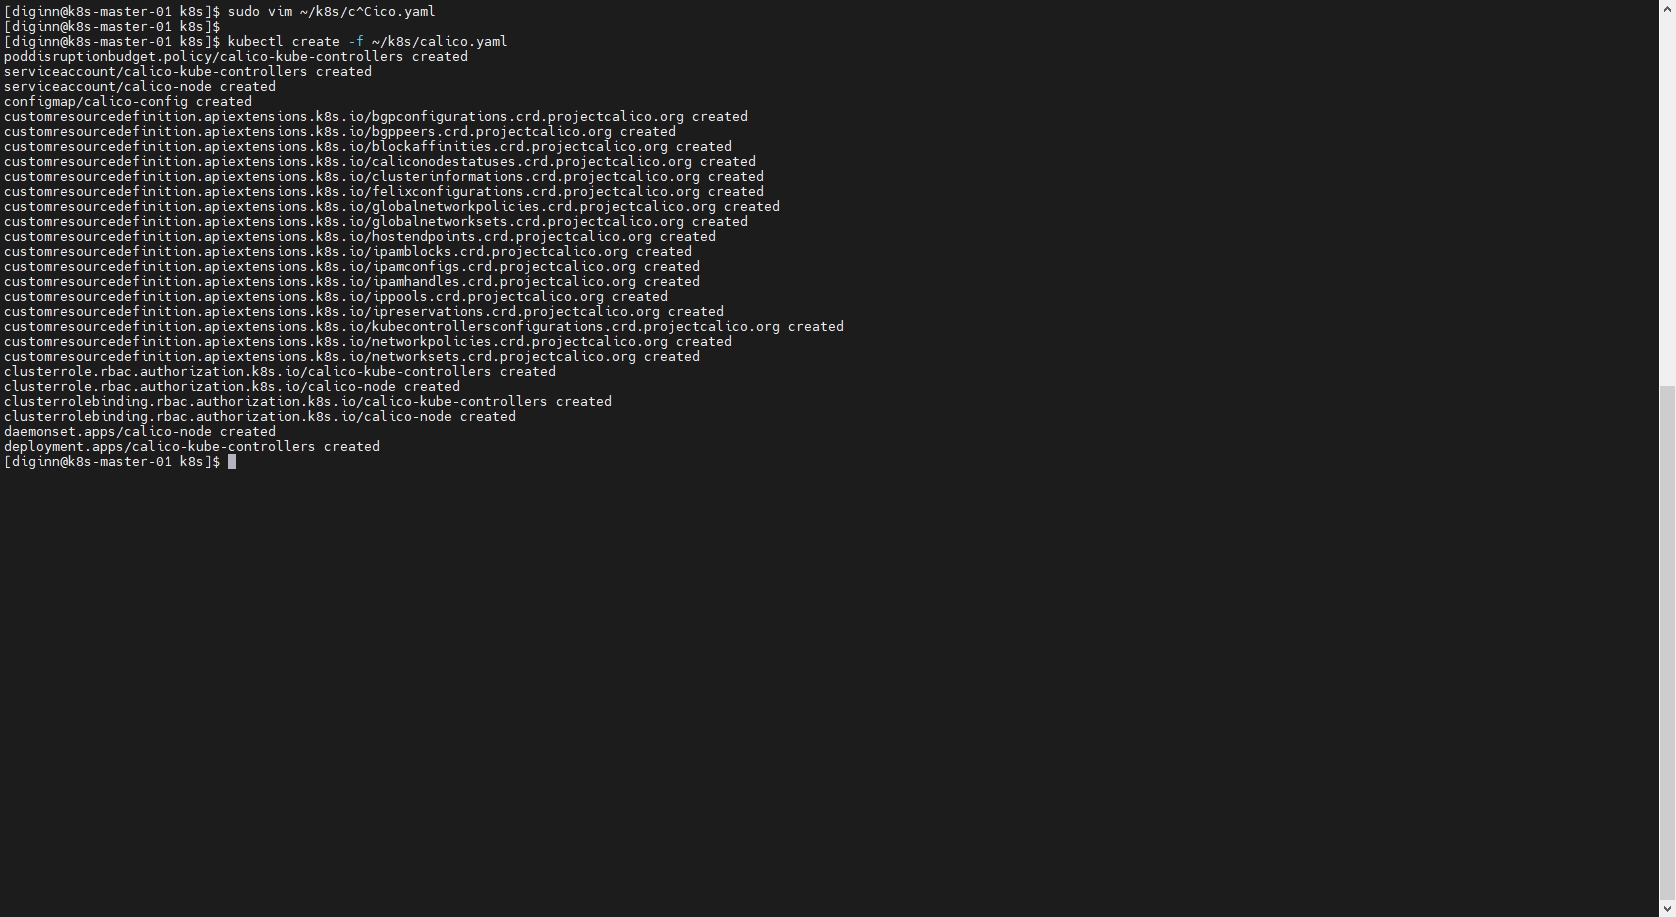 [diginn@k8s-master-01 k8s]$ sudo vim ~/k8s/c^Cico.yaml
[diginn@k8s-master-01 k8s]$
[diginn@k8s-master-01 k8s]$ kubectl create -f ~/k8s/calico.yaml
poddisruptionbudget.policy/calico-kube-controllers created
serviceaccount/calico-kube-controllers created
serviceaccount/calico-node created
configmap/calico-config created
customresourcedefinition.apiextensions.k8s.io/bgpconfigurations.crd.projectcalico.org created
customresourcedefinition.apiextensions.k8s.io/bgppeers.crd.projectcalico.org created
customresourcedefinition.apiextensions.k8s.io/blockaffinities.crd.projectcalico.org created
customresourcedefinition.apiextensions.k8s.io/caliconodestatuses.crd.projectcalico.org created
customresourcedefinition.apiextensions.k8s.io/clusterinformations.crd.projectcalico.org created
customresourcedefinition.apiextensions.k8s.io/felixconfigurations.crd.projectcalico.org created
customresourcedefinition.apiextensions.k8s.io/globalnetworkpolicies.crd.projectcalico.org created
customresourcedefinition.apiextensions.k8s.io/globalnetworksets.crd.projectcalico.org created
customresourcedefinition.apiextensions.k8s.io/hostendpoints.crd.projectcalico.org created
customresourcedefinition.apiextensions.k8s.io/ipamblocks.crd.projectcalico.org created
customresourcedefinition.apiextensions.k8s.io/ipamconfigs.crd.projectcalico.org created
customresourcedefinition.apiextensions.k8s.io/ipamhandles.crd.projectcalico.org created
customresourcedefinition.apiextensions.k8s.io/ippools.crd.projectcalico.org created
customresourcedefinition.apiextensions.k8s.io/ipreservations.crd.projectcalico.org created
customresourcedefinition.apiextensions.k8s.io/kubecontrollersconfigurations.crd.projectcalico.org created
customresourcedefinition.apiextensions.k8s.io/networkpolicies.crd.projectcalico.org created
customresourcedefinition.apiextensions.k8s.io/networksets.crd.projectcalico.org created
clusterrole.rbac.authorization.k8s.io/calico-kube-controllers created
clusterrole.rbac.authorization.k8s.io/calico-node created
clusterrolebinding.rbac.authorization.k8s.io/calico-kube-controllers created
clusterrolebinding.rbac.authorization.k8s.io/calico-node created
daemonset.apps/calico-node created
deployment.apps/calico-kube-controllers created
[diginn@k8s-master-01 k8s]$